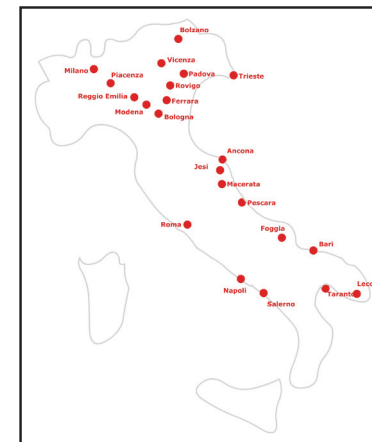 Bolzano
Vicenza
Milano
Padova
Trieste
Piacenza
Rovigo
Reggio Emilia
Ferrara
Modena
Bologna
Ancona
Jesi
Macerata
Pescara
Roma
Foggia
Bari
Napoli
Salerno
Taranto
Lecc